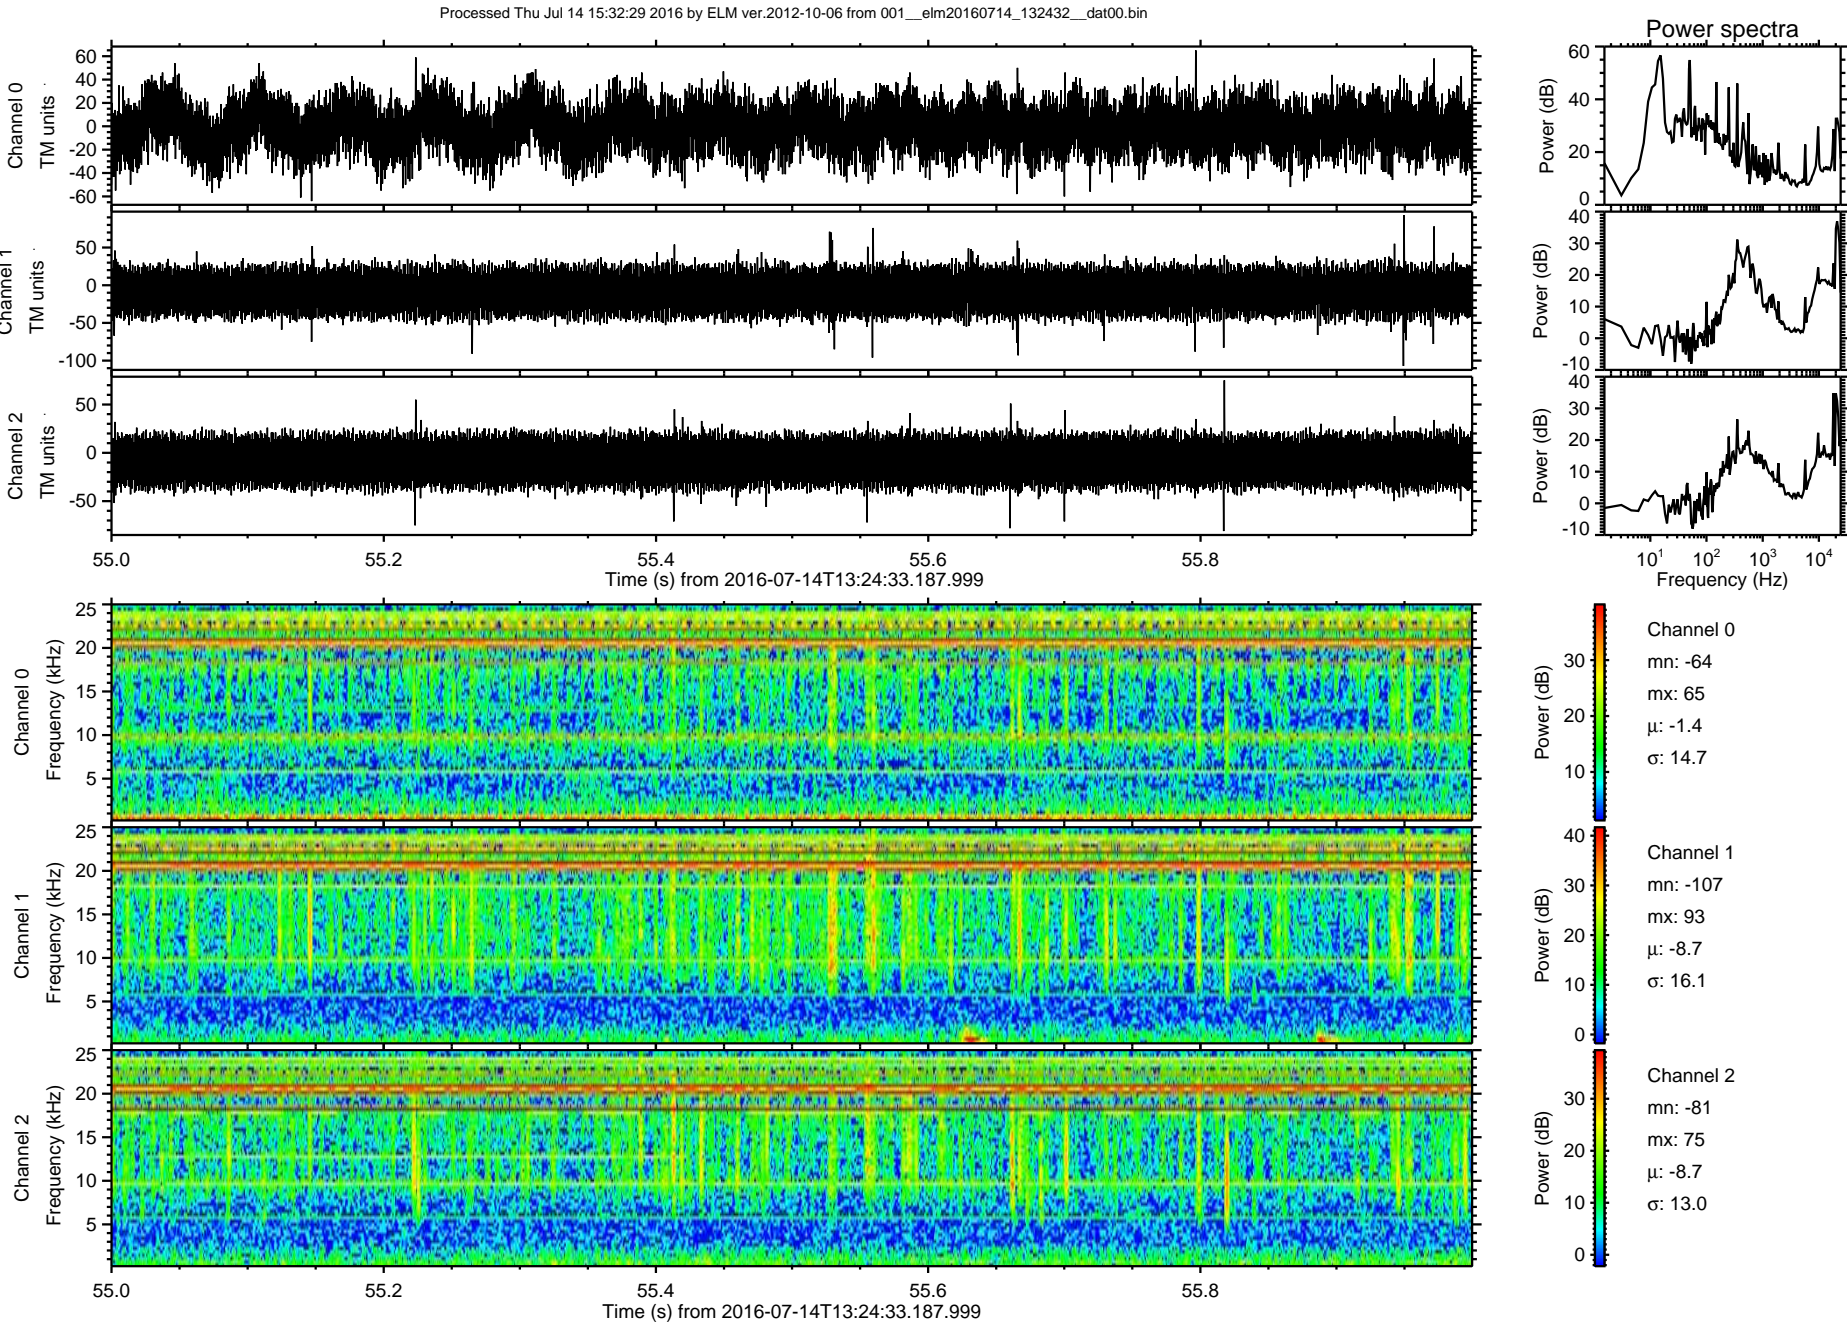 Processed Thu Jul 14 15:32:29 2016 by ELM ver.2012-10-06 from 001__elm20160714_132432__dat00.bin
Power spectra
Channel 0
TM units
60
40
20
0
-20
-40
-60
Power (dB)
60
40
20
0
Channel 1
TM units
50
0
-50
-100
Power (dB)
40
30
20
10
0
-10
Channel 2
TM units
50
0
-50
Power (dB)
40
30
20
10
0
-10
55.0 55.2 55.4 55.6 55.8
Time (s) from 2016-07-14T13:24:33.187.999
10¹ 10² 10³ 10⁴
Frequency (Hz)
Channel 0
Frequency (kHz)
25
20
15
10
5
Power (dB)
30
20
10
Channel 0
mn: -64
mx: 65
μ: -1.4
σ: 14.7
Channel 1
Frequency (kHz)
25
20
15
10
5
Power (dB)
40
30
20
10
0
Channel 1
mn: -107
mx: 93
μ: -8.7
σ: 16.1
Channel 2
Frequency (kHz)
25
20
15
10
5
Power (dB)
30
20
10
0
Channel 2
mn: -81
mx: 75
μ: -8.7
σ: 13.0
55.0 55.2 55.4 55.6 55.8
Time (s) from 2016-07-14T13:24:33.187.999